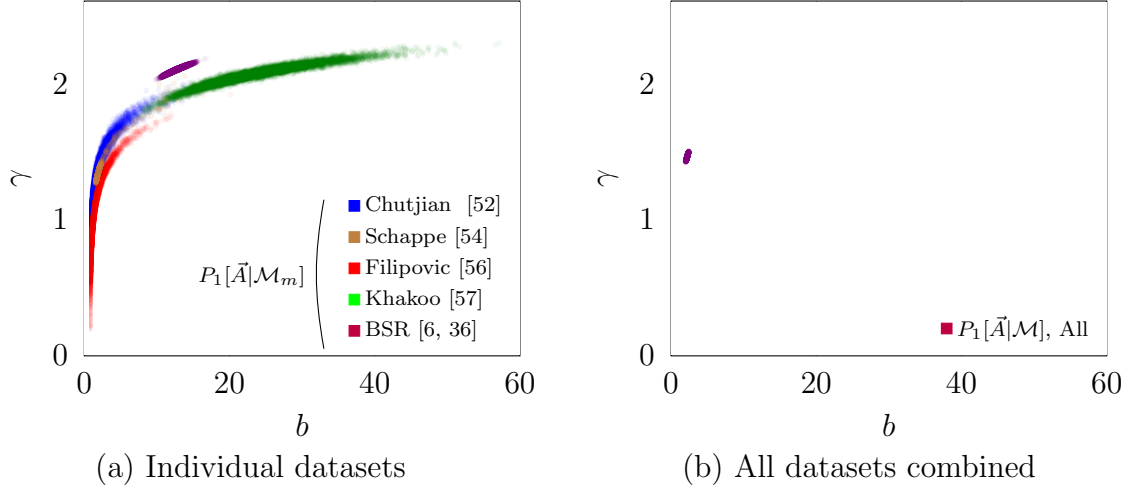 2
1
0
γ
0 20 40 60
b
P₁[A⃗|ℳₘ]
Chutjian [52]
Schappe [54]
Filipovic [56]
Khakoo [57]
BSR [6, 36]
(a) Individual datasets
2
1
0
γ
0 20 40 60
b
P₁[A⃗|ℳ], All
(b) All datasets combined